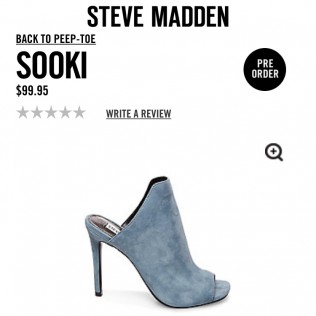 STEVE MADDEN
BACK TO PEEP-TOE
SOOKI
PRE
ORDER
$99.95
WRITE A REVIEW